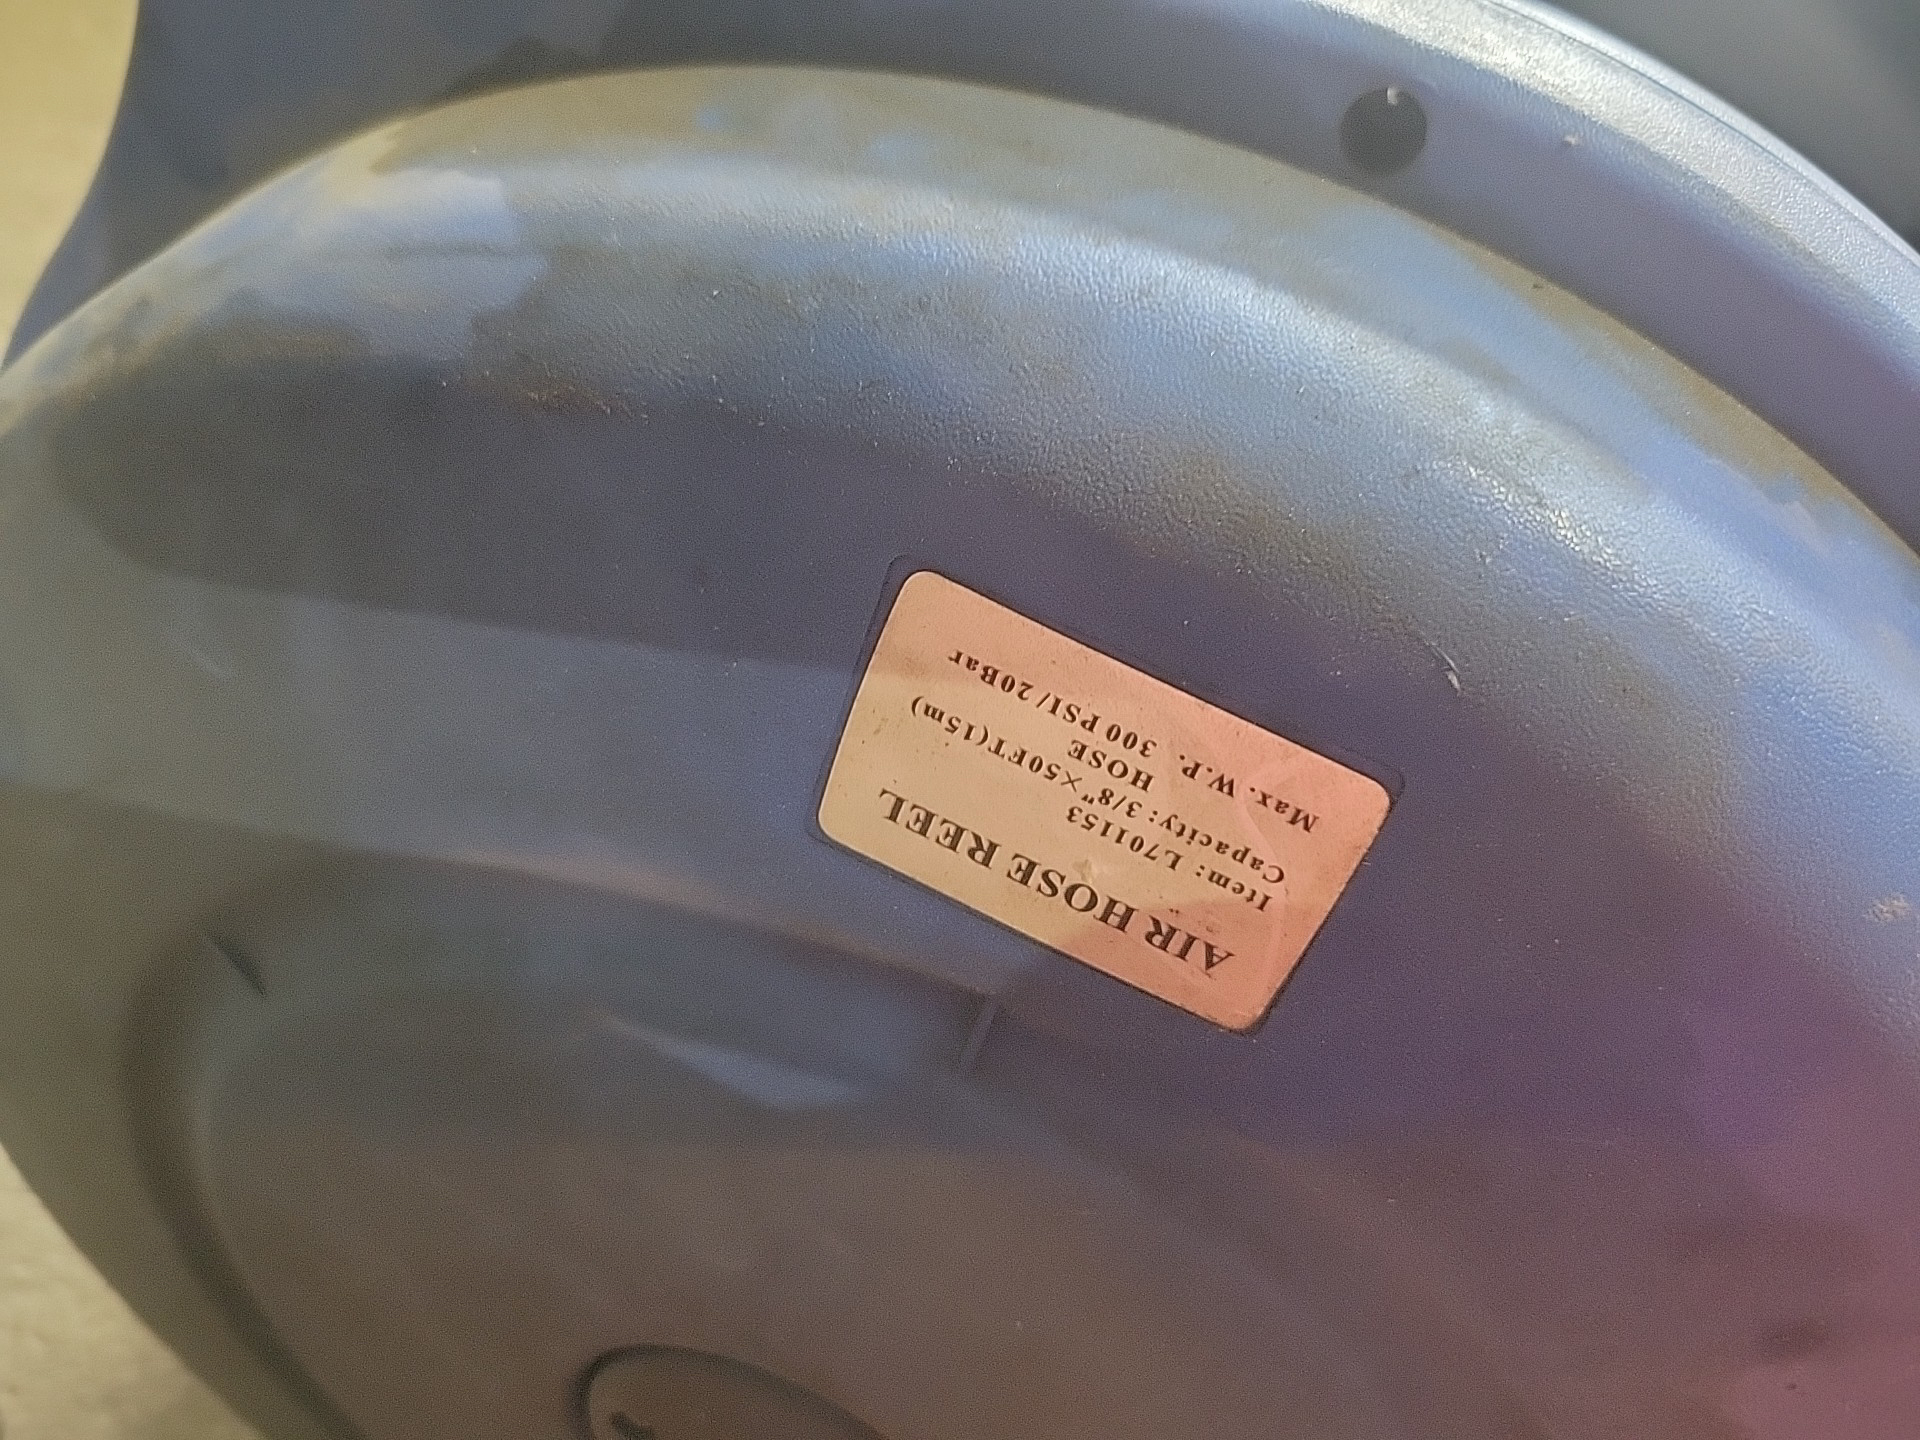 AIR HOSE REEL
Item: L701153
Capacity: 3/8"×50FT(15m)
HOSE
Max. W.P. 300 PSI/20Bar